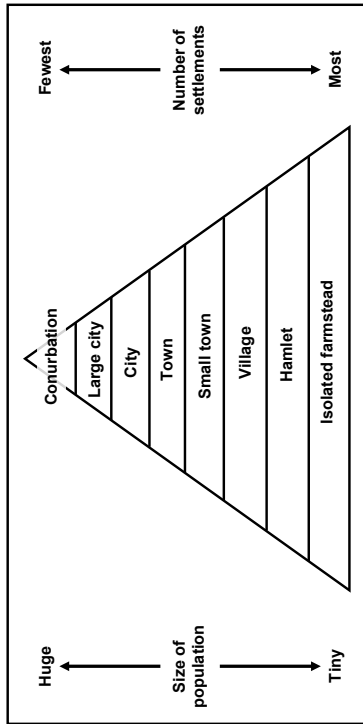 Huge
Size of
population
Tiny
Conurbation
Large city
City
Town
Small town
Village
Hamlet
Isolated farmstead
Fewest
Number of
settlements
Most